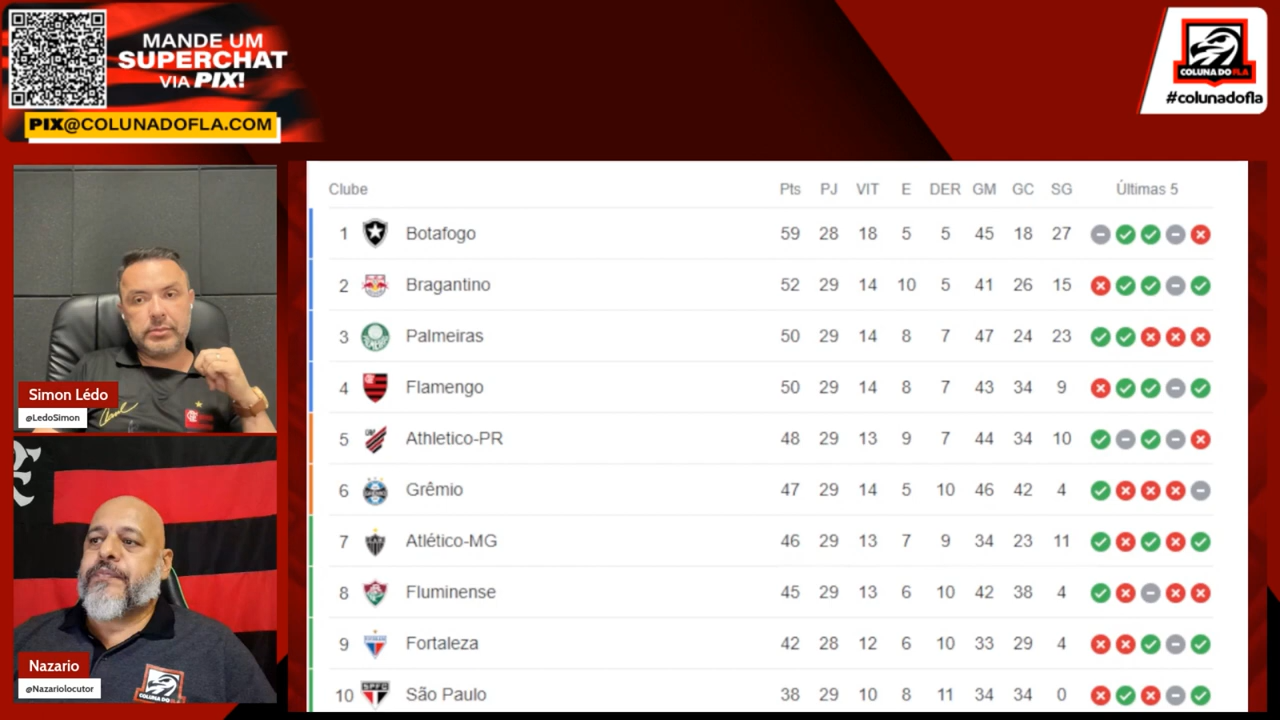 MANDE UM
SUPERCHAT
VIA PIX!
PIX@COLUNADOFLA.COM
COLUNA DO FLA
#colunadofla
Simon Lédo
@LedoSimon
Nazario
@Nazariolocutor
COLUNA DO FLA
Clube Pts PJ VIT E DER GM GC SG Últimas 5
1 Botafogo 59 28 18 5 5 45 18 27
2 Bragantino 52 29 14 10 5 41 26 15
3 Palmeiras 50 29 14 8 7 47 24 23
4 Flamengo 50 29 14 8 7 43 34 9
5 Athletico-PR 48 29 13 9 7 44 34 10
6 Grêmio 47 29 14 5 10 46 42 4
7 Atlético-MG 46 29 13 7 9 34 23 11
8 Fluminense 45 29 13 6 10 42 38 4
9 Fortaleza 42 28 12 6 10 33 29 4
10 São Paulo 38 29 10 8 11 34 34 0